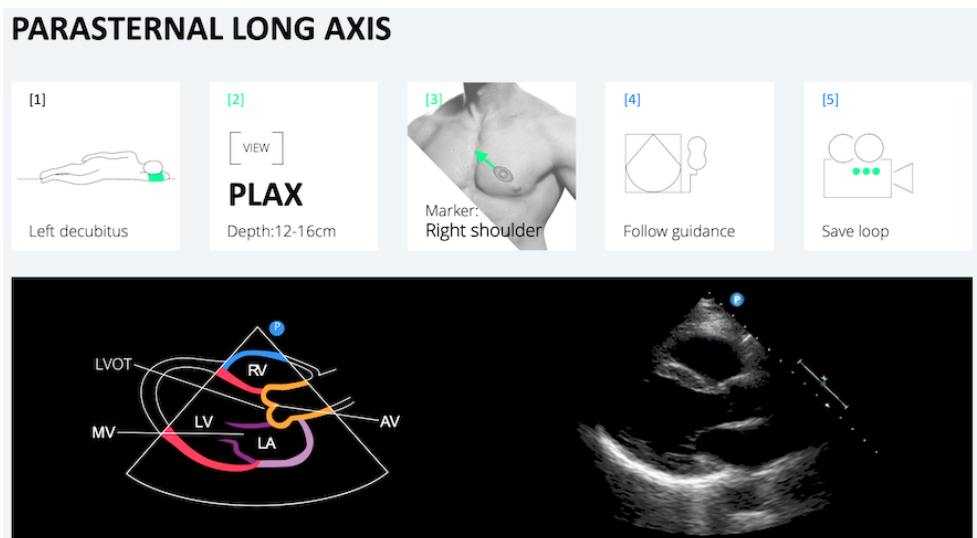 PARASTERNAL LONG AXIS
[1]
Left decubitus
[2]
VIEW
PLAX
Depth:12-16cm
[3]
Marker:
Right shoulder
[4]
Follow guidance
[5]
Save loop
P
LVOT
RV
LV
AV
MV
LA
P